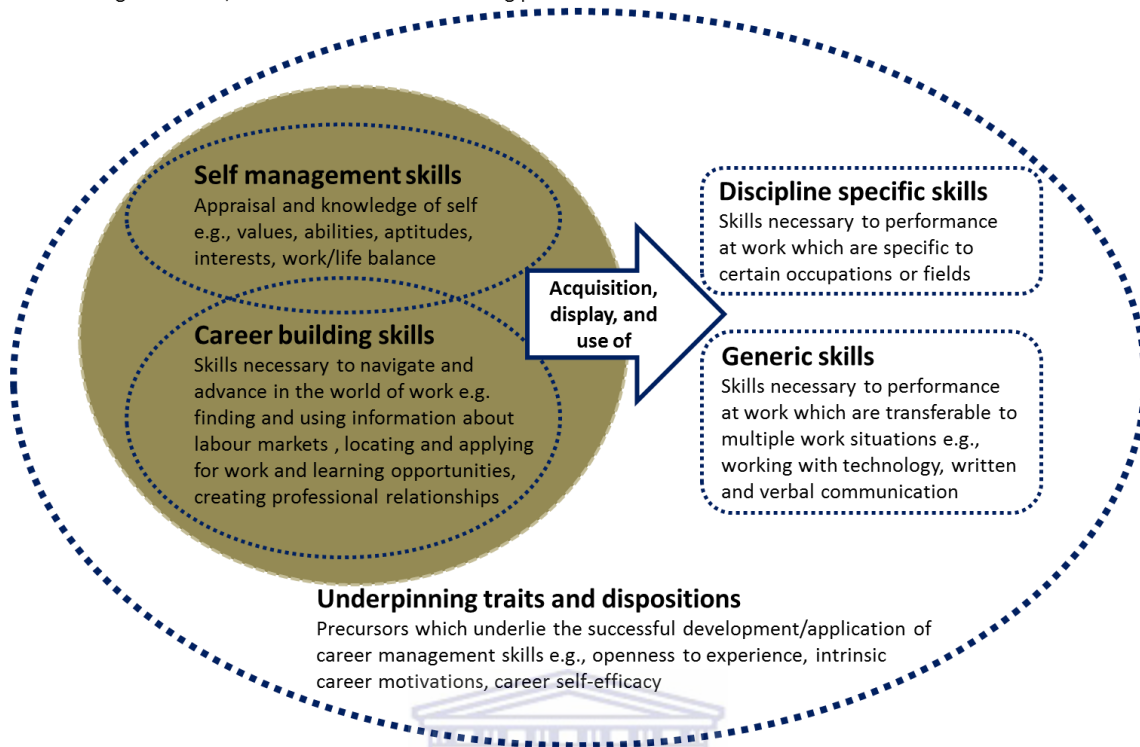 Self management skills
Appraisal and knowledge of self
e.g., values, abilities, aptitudes,
interests, work/life balance
Career building skills
Skills necessary to navigate and
advance in the world of work e.g.
finding and using information about
labour markets , locating and applying
for work and learning opportunities,
creating professional relationships
Acquisition,
display, and
use of
Discipline specific skills
Skills necessary to performance
at work which are specific to
certain occupations or fields
Generic skills
Skills necessary to performance
at work which are transferable to
multiple work situations e.g.,
working with technology, written
and verbal communication
Underpinning traits and dispositions
Precursors which underlie the successful development/application of
career management skills e.g., openness to experience, intrinsic
career motivations, career self-efficacy